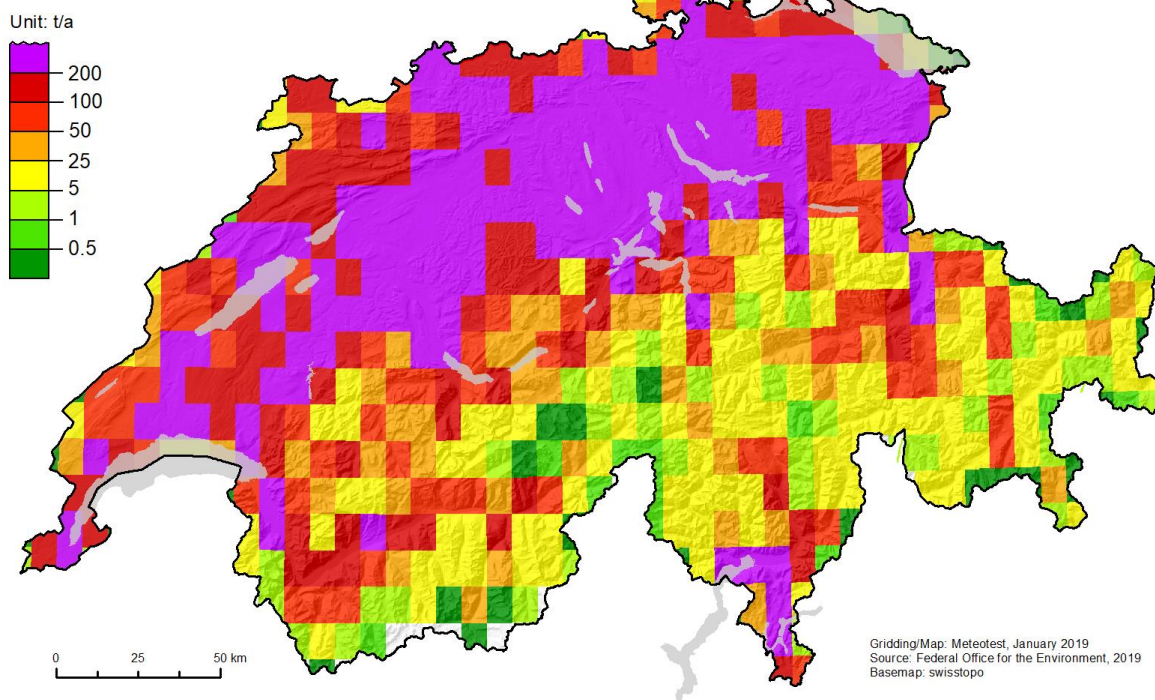 Unit: t/a
200
100
50
25
5
1
0.5
0 25 50 km
Gridding/Map: Meteotest, January 2019
Source: Federal Office for the Environment, 2019
Basemap: swisstopo